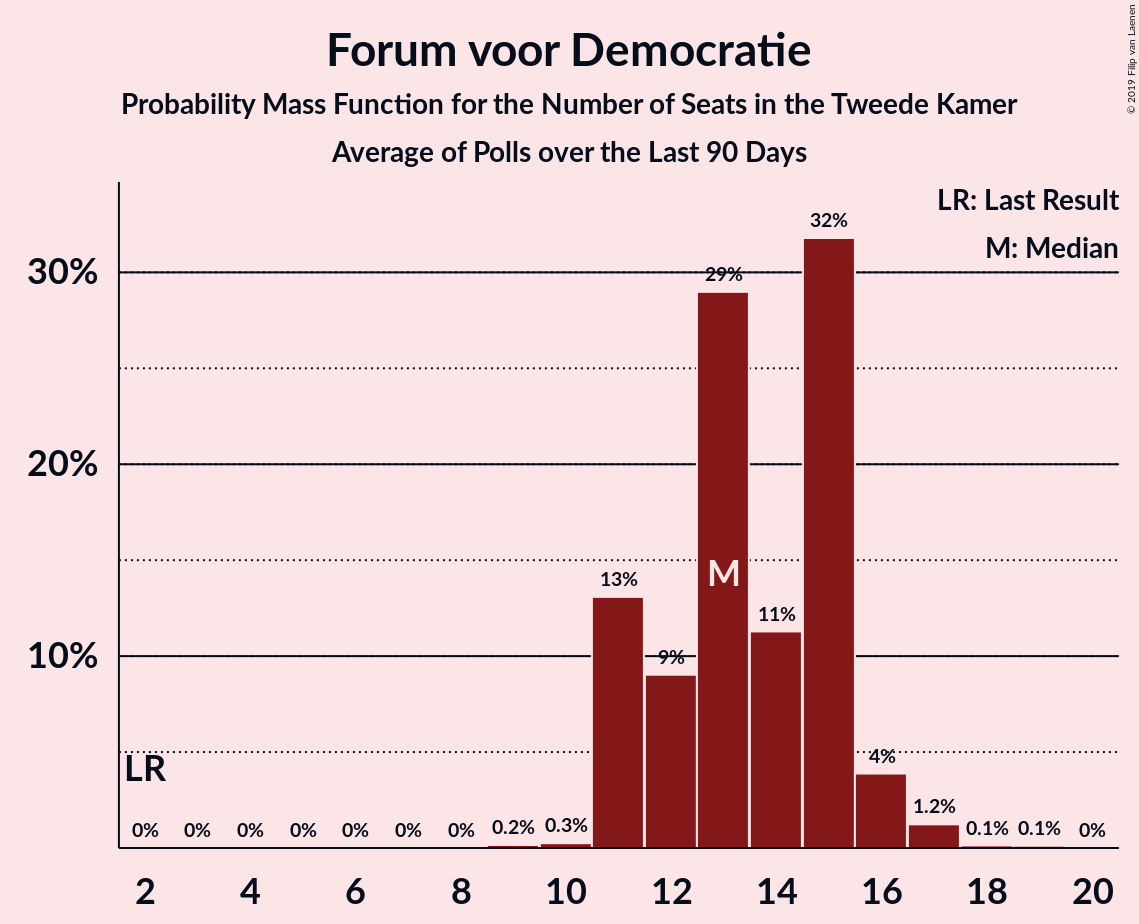 Forum voor Democratie
Probability Mass Function for the Number of Seats in the Tweede Kamer
Average of Polls over the Last 90 Days
© 2019 Filip van Laenen
LR: Last Result
M: Median
30%
20%
10%
32%
29%
13%
11%
9%
4%
1.2%
0% 0% 0% 0% 0% 0% 0% 0.2% 0.3% 0.1% 0.1% 0%
M
LR
2 4 6 8 10 12 14 16 18 20